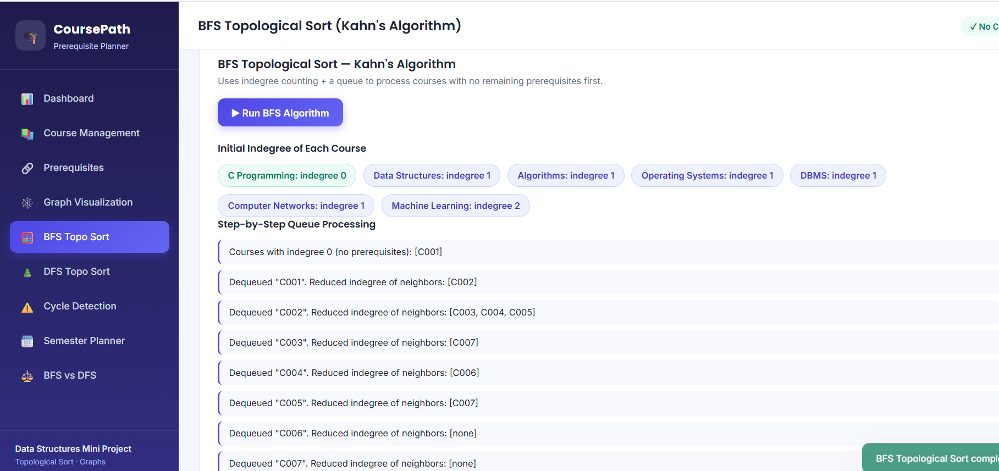 CoursePath
Prerequisite Planner
Dashboard
Course Management
Prerequisites
Graph Visualization
BFS Topo Sort
DFS Topo Sort
Cycle Detection
Semester Planner
BFS vs DFS
Data Structures Mini Project
Topological Sort · Graphs
BFS Topological Sort (Kahn's Algorithm)
✓ No C
BFS Topological Sort — Kahn's Algorithm
Uses indegree counting + a queue to process courses with no remaining prerequisites first.
▶ Run BFS Algorithm
Initial Indegree of Each Course
C Programming: indegree 0 Data Structures: indegree 1 Algorithms: indegree 1 Operating Systems: indegree 1 DBMS: indegree 1
Computer Networks: indegree 1 Machine Learning: indegree 2
Step-by-Step Queue Processing
Courses with indegree 0 (no prerequisites): [C001]
Dequeued "C001". Reduced indegree of neighbors: [C002]
Dequeued "C002". Reduced indegree of neighbors: [C003, C004, C005]
Dequeued "C003". Reduced indegree of neighbors: [C007]
Dequeued "C004". Reduced indegree of neighbors: [C006]
Dequeued "C005". Reduced indegree of neighbors: [C007]
Dequeued "C006". Reduced indegree of neighbors: [none]
Dequeued "C007". Reduced indegree of neighbors: [none]
BFS Topological Sort compl